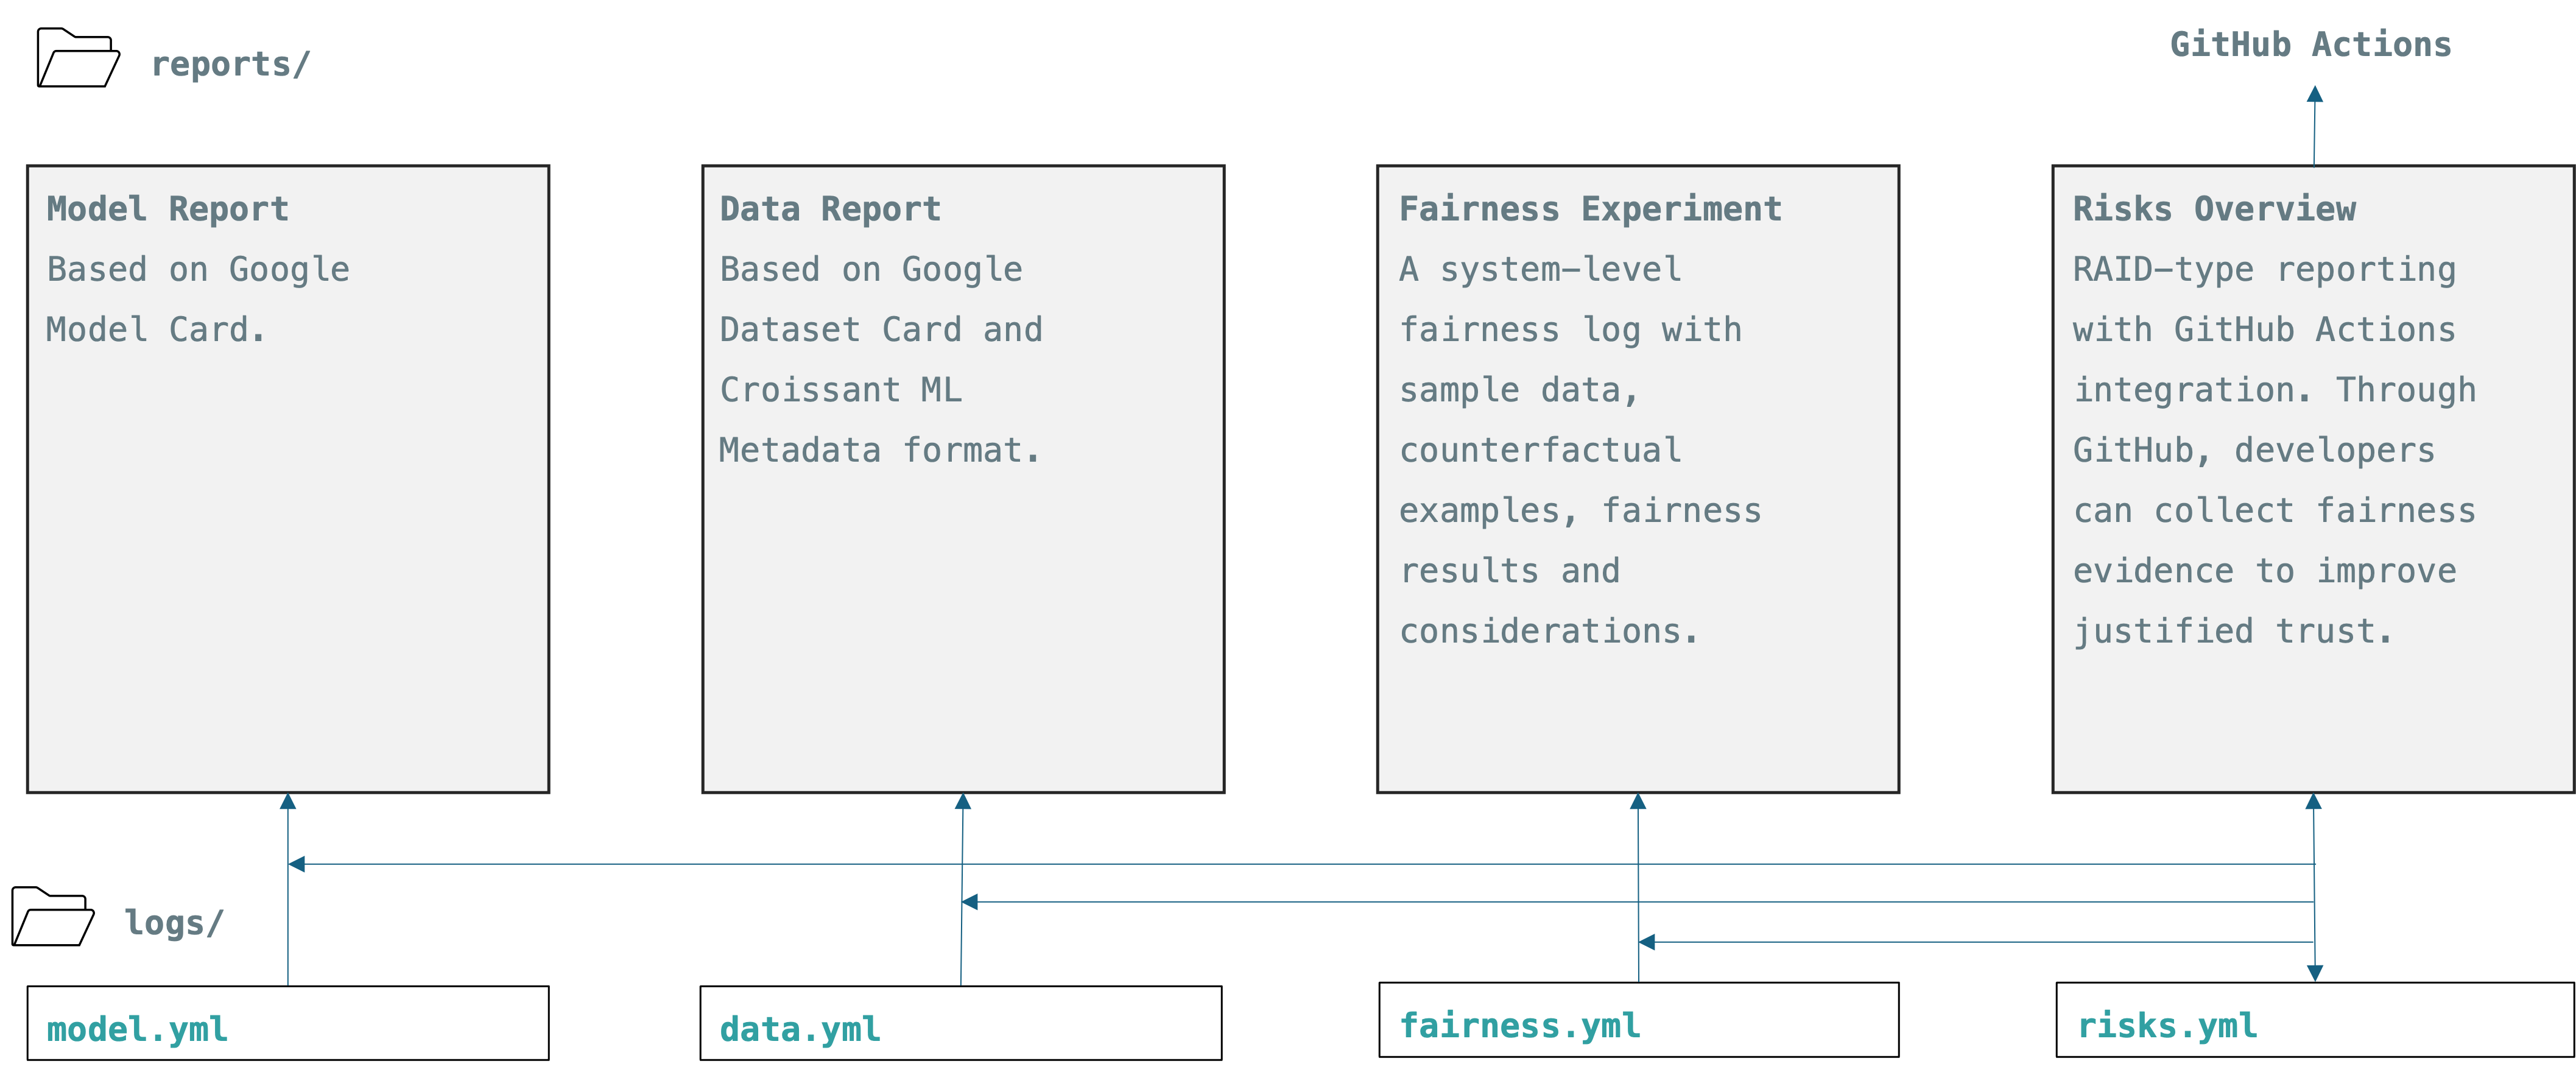 reports/
GitHub Actions
Model Report
Based on Google
Model Card.
Data Report
Based on Google
Dataset Card and
Croissant ML
Metadata format.
Fairness Experiment
A system-level
fairness log with
sample data,
counterfactual
examples, fairness
results and
considerations.
Risks Overview
RAID-type reporting
with GitHub Actions
integration. Through
GitHub, developers
can collect fairness
evidence to improve
justified trust.
logs/
model.yml
data.yml
fairness.yml
risks.yml